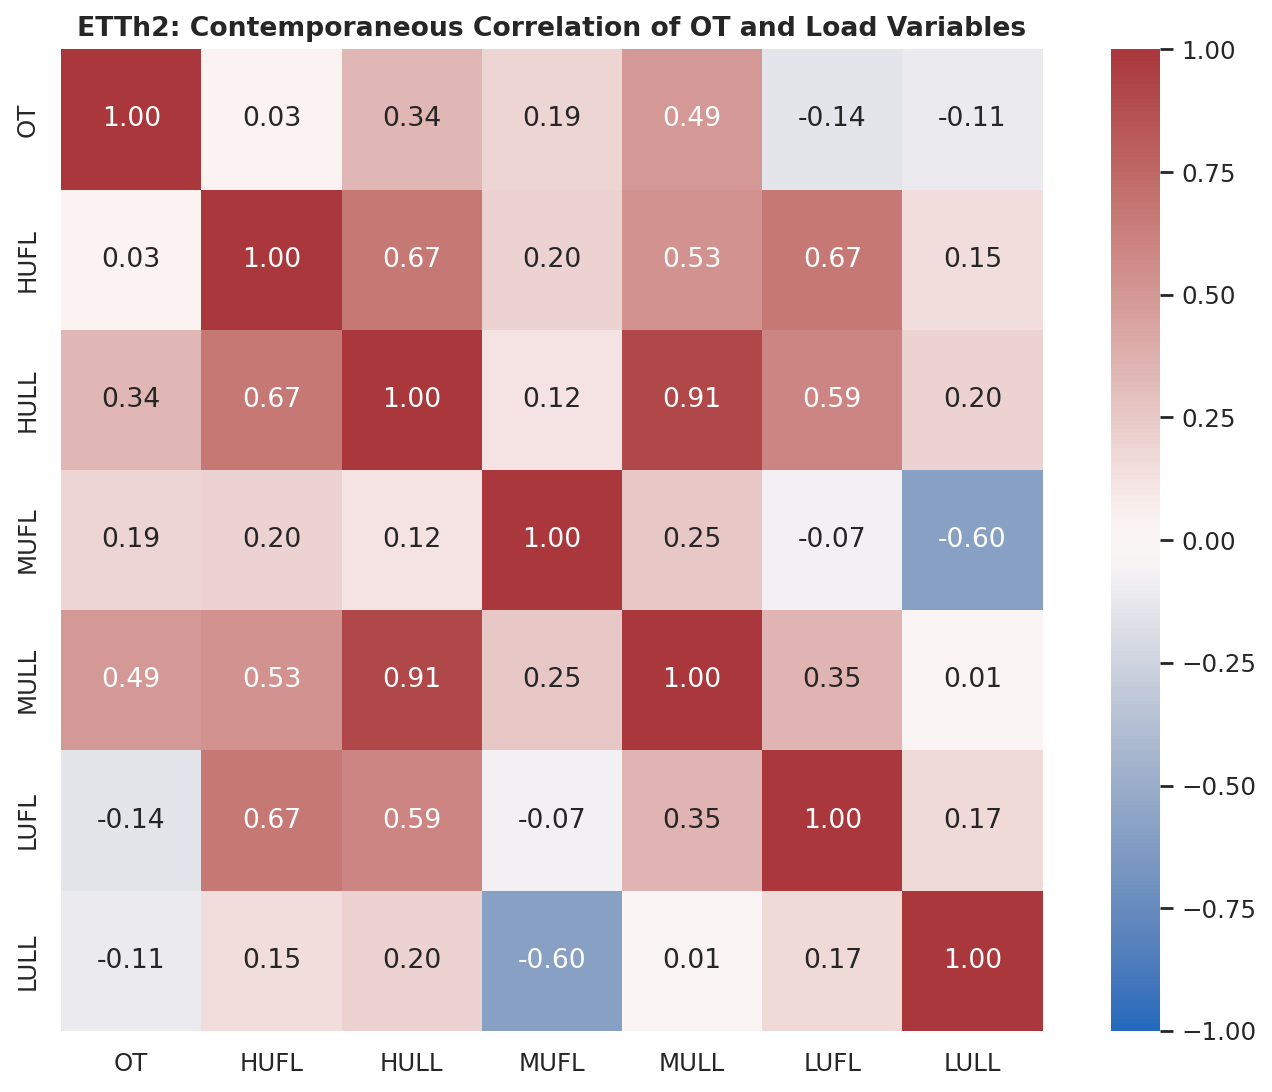 ETTh2: Contemporaneous Correlation of OT and Load Variables
OT 1.00 0.03 0.34 0.19 0.49 -0.14 -0.11
HUFL 0.03 1.00 0.67 0.20 0.53 0.67 0.15
HULL 0.34 0.67 1.00 0.12 0.91 0.59 0.20
MUFL 0.19 0.20 0.12 1.00 0.25 -0.07 -0.60
MULL 0.49 0.53 0.91 0.25 1.00 0.35 0.01
LUFL -0.14 0.67 0.59 -0.07 0.35 1.00 0.17
LULL -0.11 0.15 0.20 -0.60 0.01 0.17 1.00
OT HUFL HULL MUFL MULL LUFL LULL
1.00
0.75
0.50
0.25
0.00
−0.25
−0.50
−0.75
−1.00